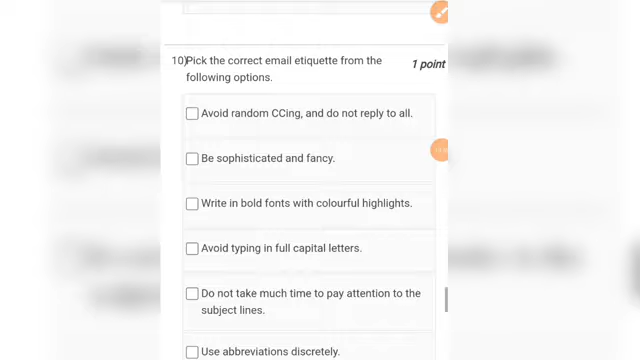 10)Pick the correct email etiquette from the
following options.
1 point
Avoid random CCing, and do not reply to all.
Be sophisticated and fancy.
Write in bold fonts with colourful highlights.
Avoid typing in full capital letters.
Do not take much time to pay attention to the
subject lines.
Use abbreviations discretely.